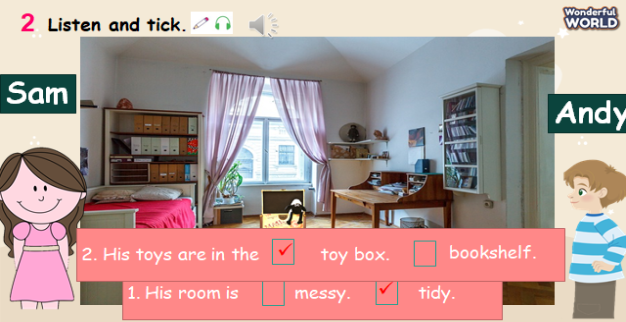 Wonderful
WORLD
2 Listen and tick.
Sam
Andy
2. His toys are in the ✓ toy box. bookshelf.
1. His room is messy. ✓ tidy.